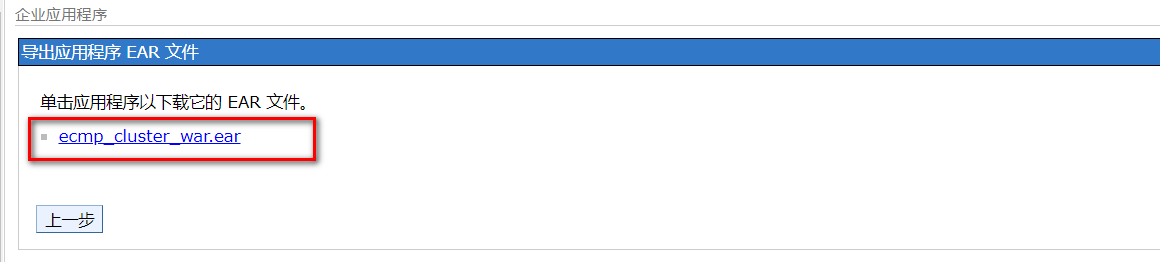 企业应用程序
导出应用程序 EAR 文件
单击应用程序以下载它的 EAR 文件。
ecmp_cluster_war.ear
上一步